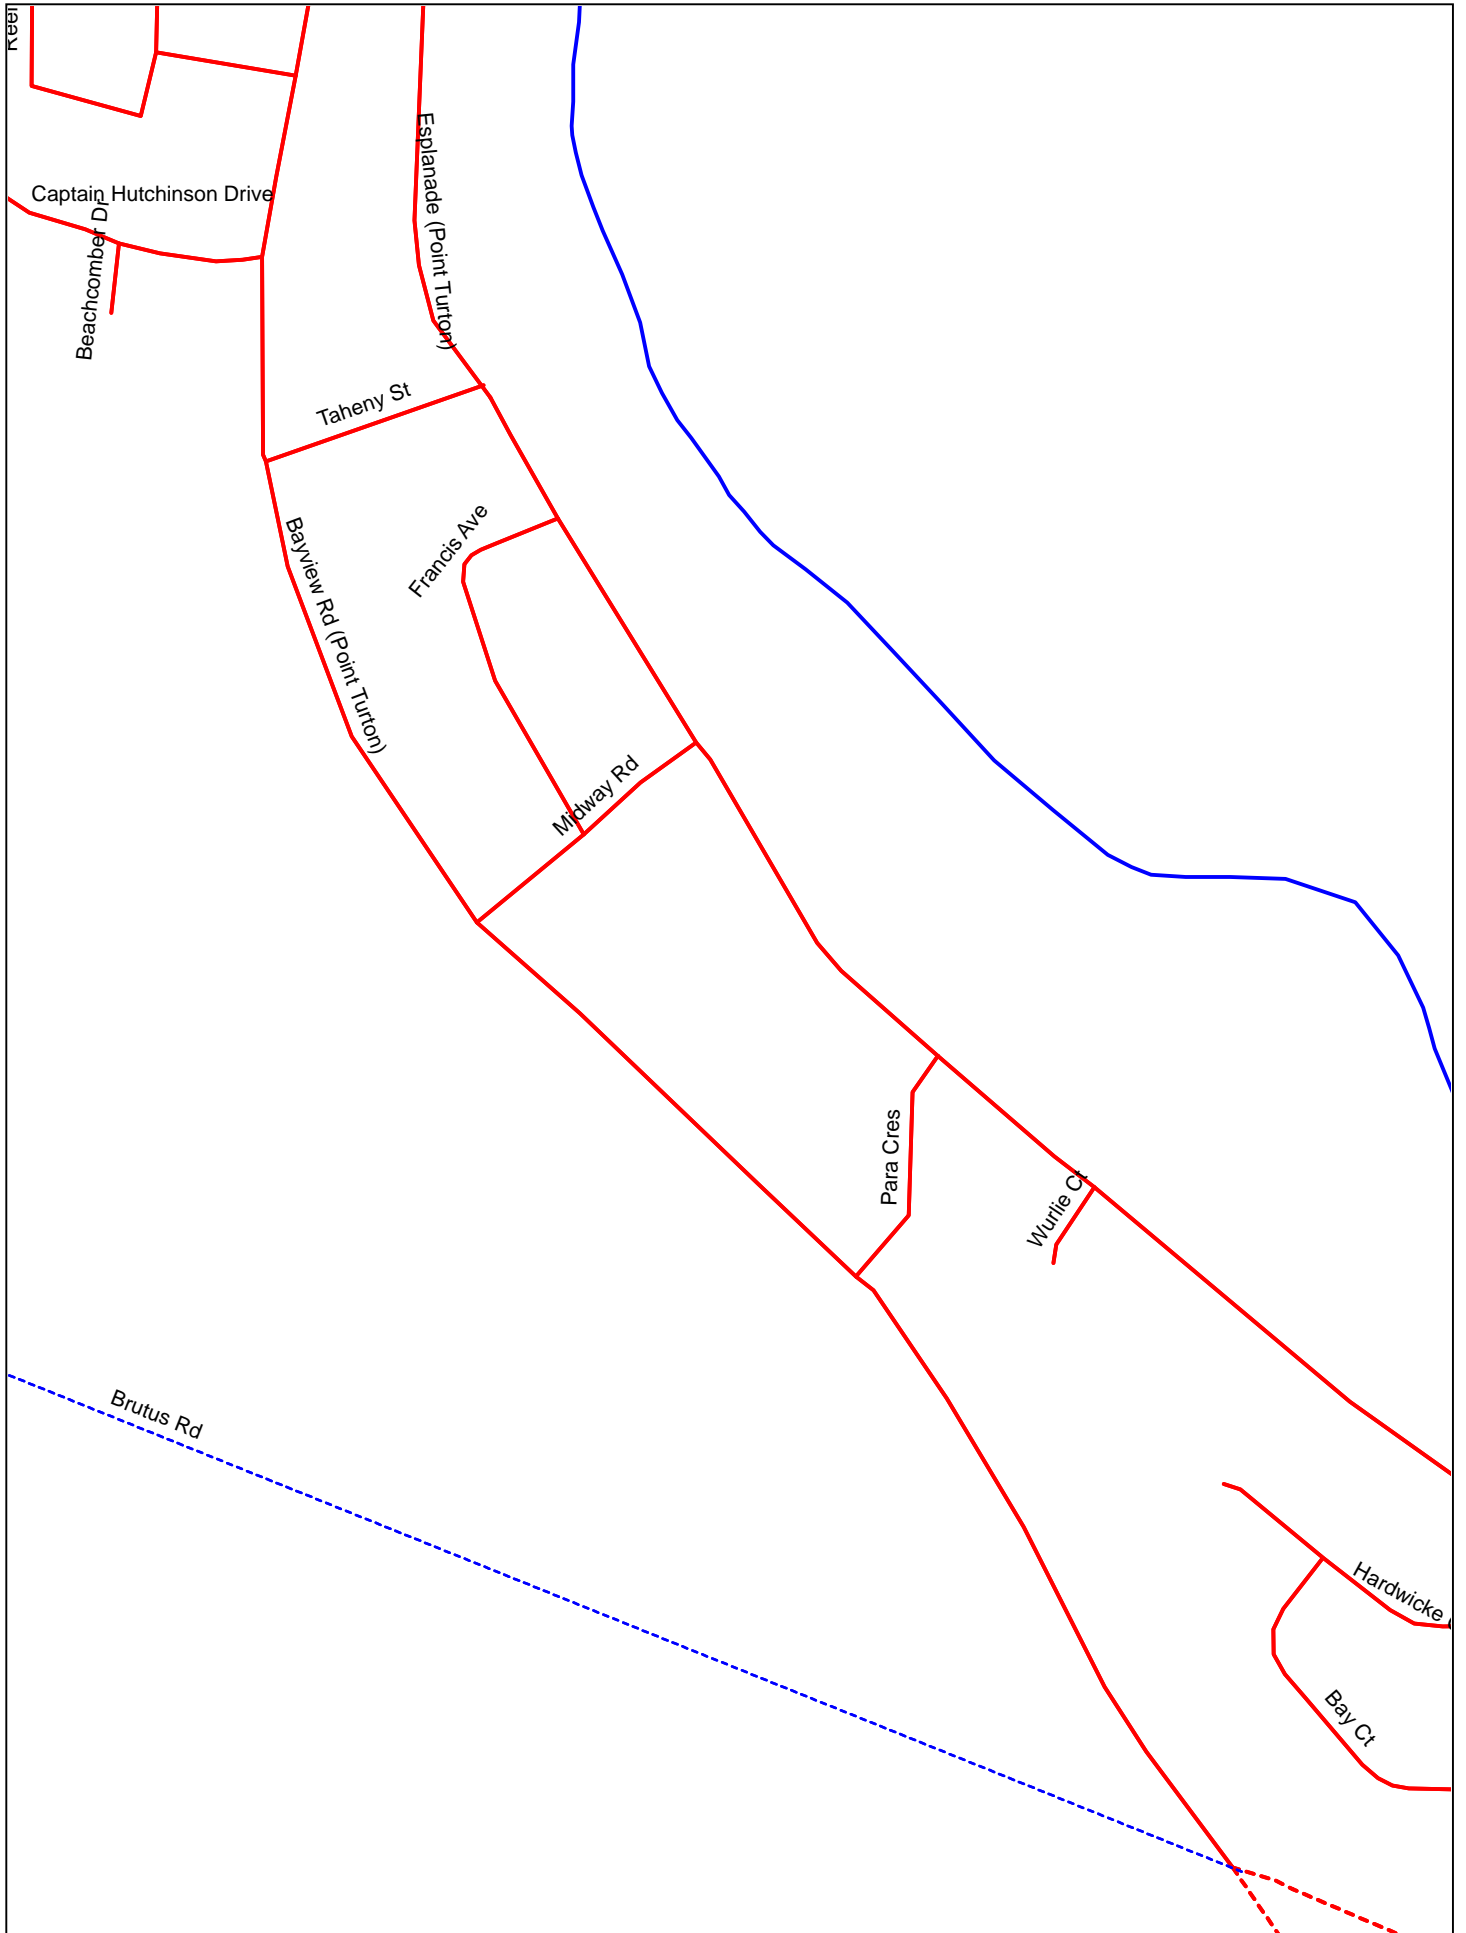 Captain Hutchinson Drive
Beachcomber Dr
Esplanade (Point Turton)
Taheny St
Francis Ave
Bayview Rd (Point Turton)
Midway Rd
Para Cres
Wurlie Ct
Brutus Rd
Hardwicke
Bay Ct